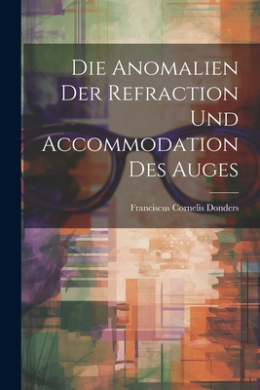 Die Anomalien
Der Refraction
Und
Accommodation
Des Auges
Franciscus Cornelis Donders